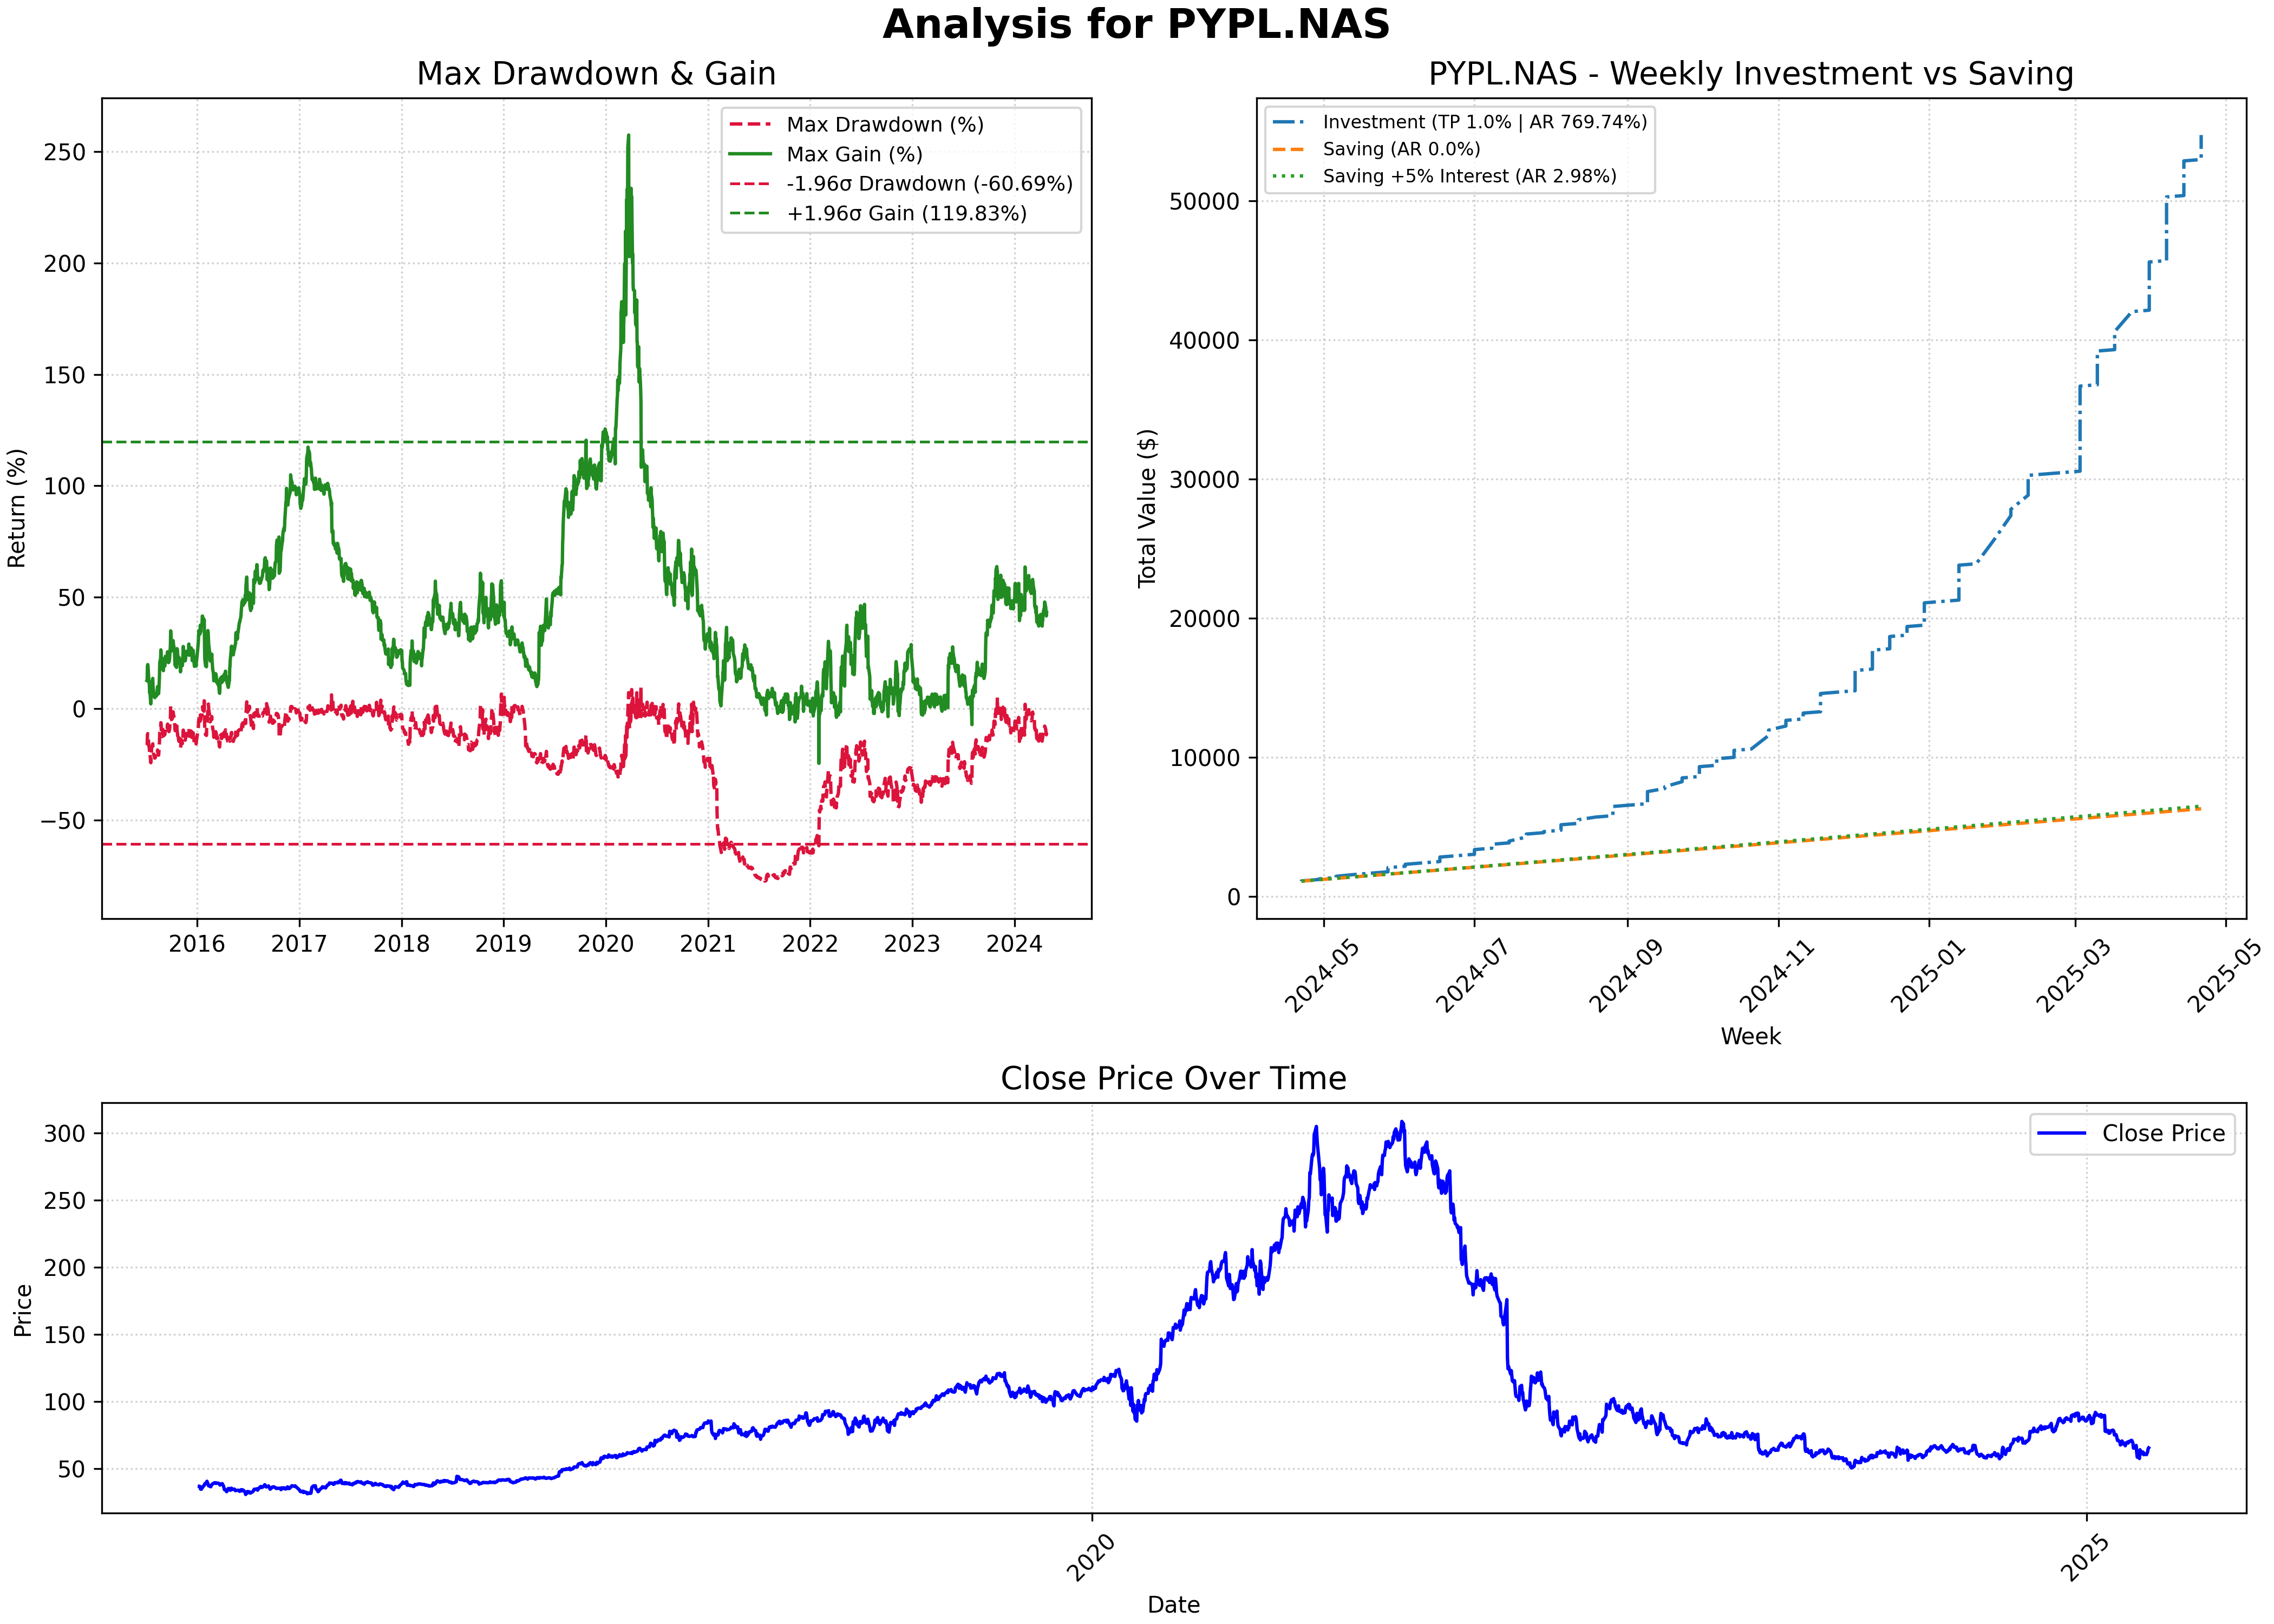 Analysis for PYPL.NAS
Max Drawdown & Gain
Return (%)
250
200
150
100
50
0
−50
Max Drawdown (%)
Max Gain (%)
-1.96σ Drawdown (-60.69%)
+1.96σ Gain (119.83%)
2016
2017
2018
2019
2020
2021
2022
2023
2024
PYPL.NAS - Weekly Investment vs Saving
Total Value ($)
50000
40000
30000
20000
10000
0
Investment (TP 1.0% | AR 769.74%)
Saving (AR 0.0%)
Saving +5% Interest (AR 2.98%)
2024-05
2024-07
2024-09
2024-11
2025-01
2025-03
2025-05
Week
Close Price Over Time
Price
300
250
200
150
100
50
Close Price
2020
2025
Date